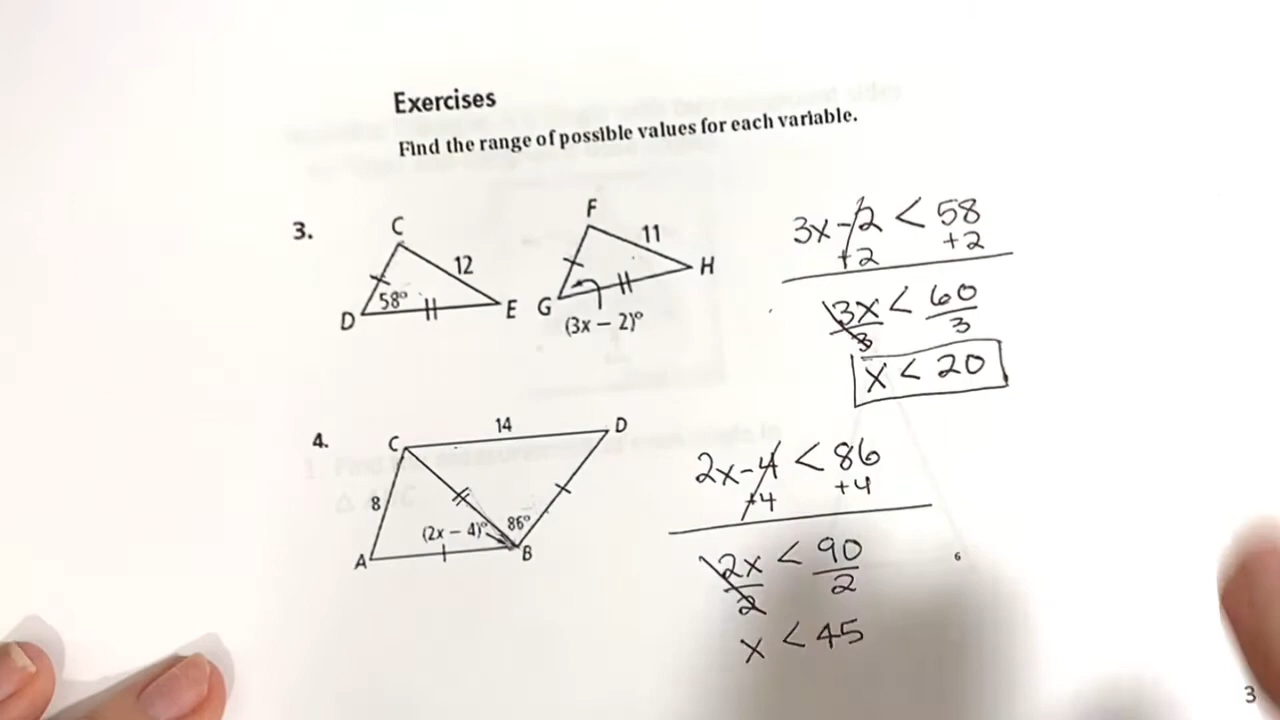 Exercises
Find the range of possible values for each variable.
3.
C
12
58°
D
E
F
11
H
G
(3x − 2)°
3x-2 < 58
+2 +2
3x < 60
3 3
x < 20
4.
C
14
D
8
(2x − 4)°
86°
A
B
2x-4 < 86
+4 +4
2x < 90
2 2
x < 45
6
3